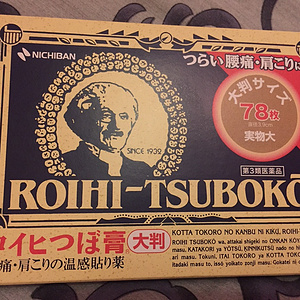 NICHIBAN
つらい腰痛・肩こりに
大判サイズ
78枚
実物大
SINCE 1932
第3類医薬品
ROIHI-TSUBOKO
ロイヒつぼ膏 大判
痛・肩こりの温感貼り薬
KOTTA TOKORO NO KANBU NI KIKU, ROIHI-
ROIHI TSUBOKO wa, attakai shigeki no ONKAN KOY
masu, KATAKORI ya YOTSU, KINNIKUTSU nado no
masu. Tokuni, ITAI TOKORO ya KOTTA
itadaki masu to, isso yoikato ponji masu. Gokatei ni